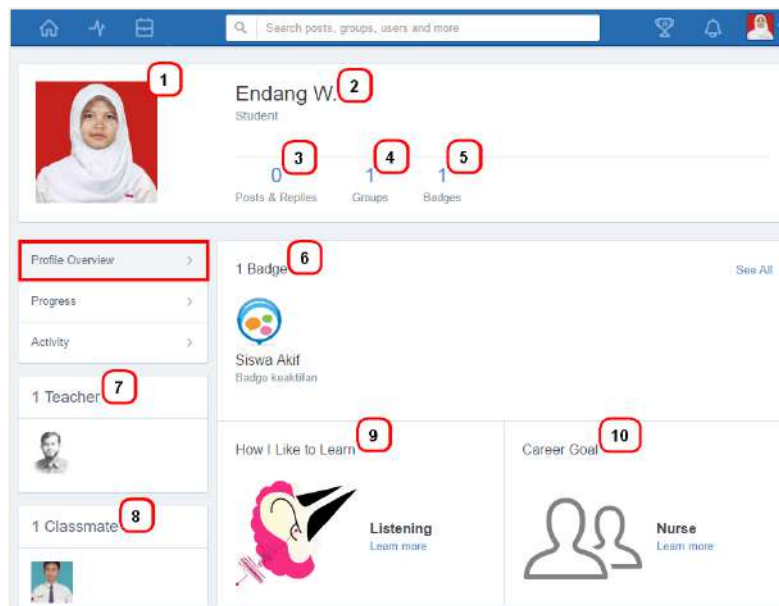 Search posts, groups, users and more
1
Endang W. 2
Student
3 4 5
0 1 1
Posts & Replies Groups Badges
Profile Overview
Progress
Activity
1 Badge 6 See All
Siswa Akif
Badge keaktifan
1 Teacher 7
1 Classmate 8
How I Like to Learn 9
Listening
Learn more
Career Goal 10
Nurse
Learn more